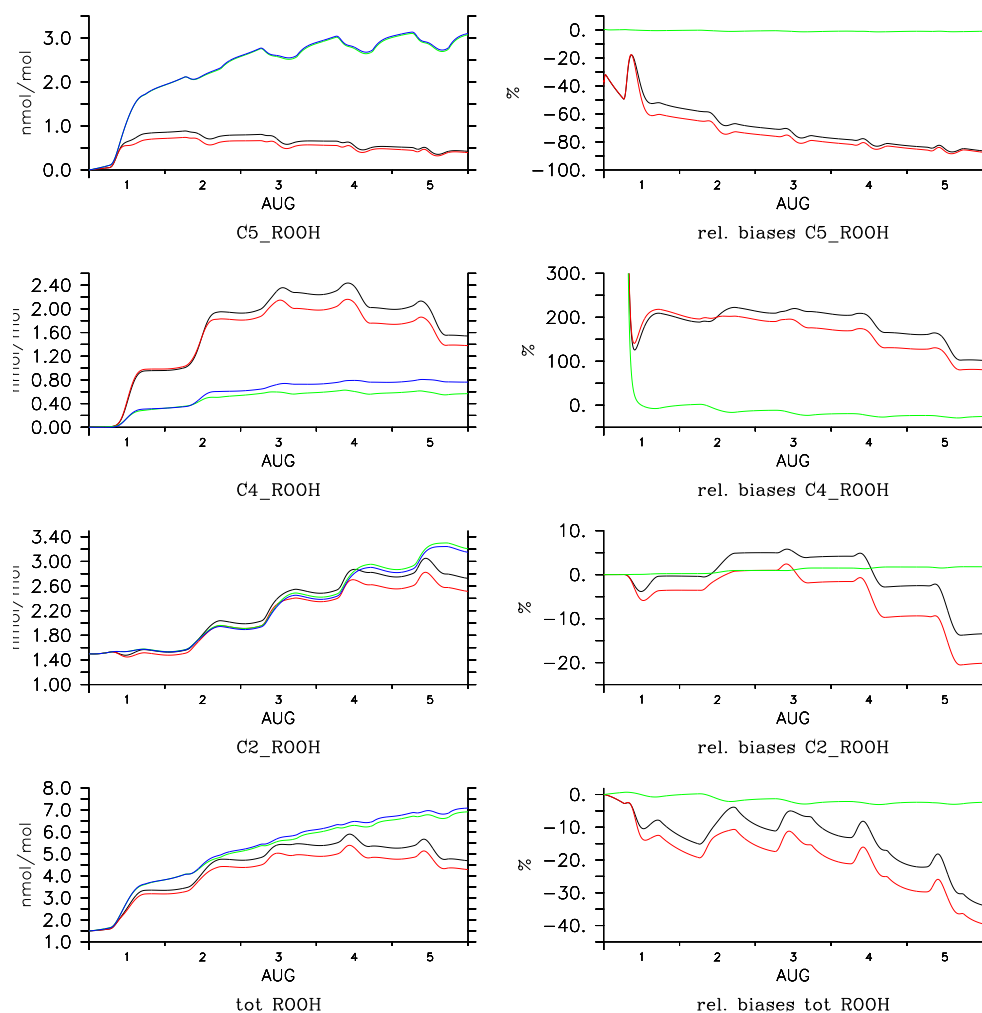 nmol/mol
3.0
2.0
1.0
0.0
1 2 3 4 5
AUG
C5_ROOH
%
0.
−20.
−40.
−60.
−80.
−100.
1 2 3 4 5
AUG
rel. biases C5_ROOH
nmol/mol
2.40
2.00
1.60
1.20
0.80
0.40
0.00
1 2 3 4 5
AUG
C4_ROOH
%
300.
200.
100.
0.
1 2 3 4 5
AUG
rel. biases C4_ROOH
nmol/mol
3.40
3.00
2.60
2.20
1.80
1.40
1.00
1 2 3 4 5
AUG
C2_ROOH
%
10.
0.
−10.
−20.
1 2 3 4 5
AUG
rel. biases C2_ROOH
nmol/mol
8.0
7.0
6.0
5.0
4.0
3.0
2.0
1.0
1 2 3 4 5
AUG
tot ROOH
%
0.
−10.
−20.
−30.
−40.
1 2 3 4 5
AUG
rel. biases tot ROOH